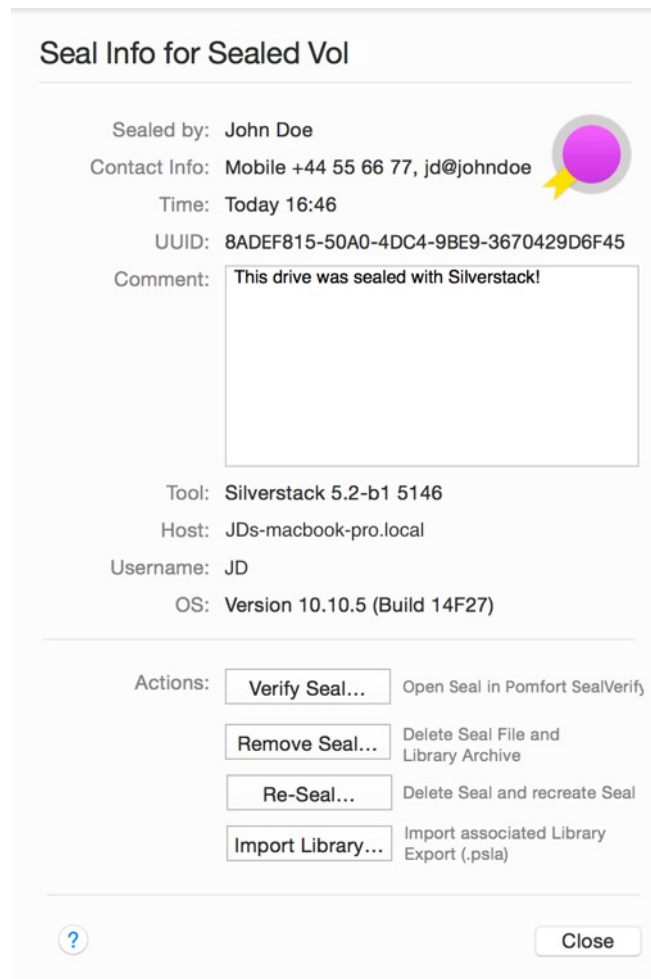 Seal Info for Sealed Vol
Sealed by: John Doe
Contact Info: Mobile +44 55 66 77, jd@johndoe
Time: Today 16:46
UUID: 8ADEF815-50A0-4DC4-9BE9-3670429D6F45
Comment: This drive was sealed with Silverstack!
Tool: Silverstack 5.2-b1 5146
Host: JDs-macbook-pro.local
Username: JD
OS: Version 10.10.5 (Build 14F27)
Actions: Verify Seal... Open Seal in Pomfort SealVerify
Remove Seal... Delete Seal File and
Library Archive
Re-Seal... Delete Seal and recreate Seal
Import Library... Import associated Library
Export (.psla)
? Close